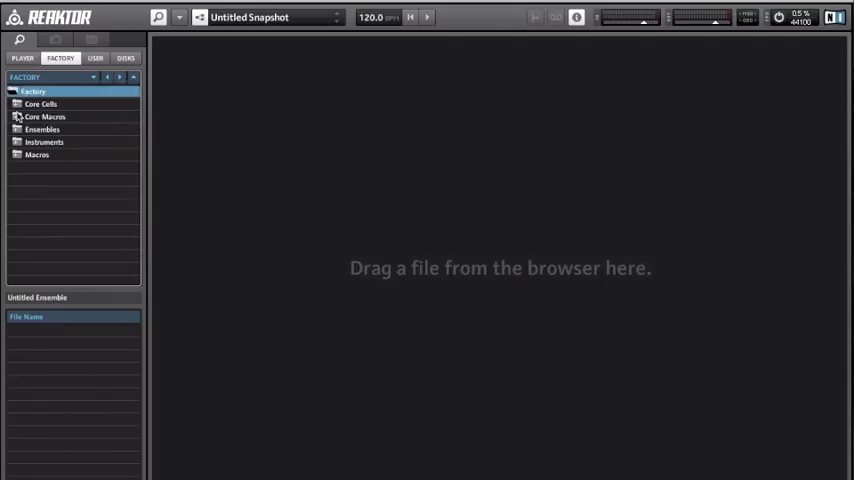 REAKTOR
Untitled Snapshot
120.0 BPM
0.5 %
44100
PLAYER FACTORY USER DISKS
FACTORY
Factory
Core Cells
Core Macros
Ensembles
Instruments
Macros
Drag a file from the browser here.
Untitled Ensemble
File Name